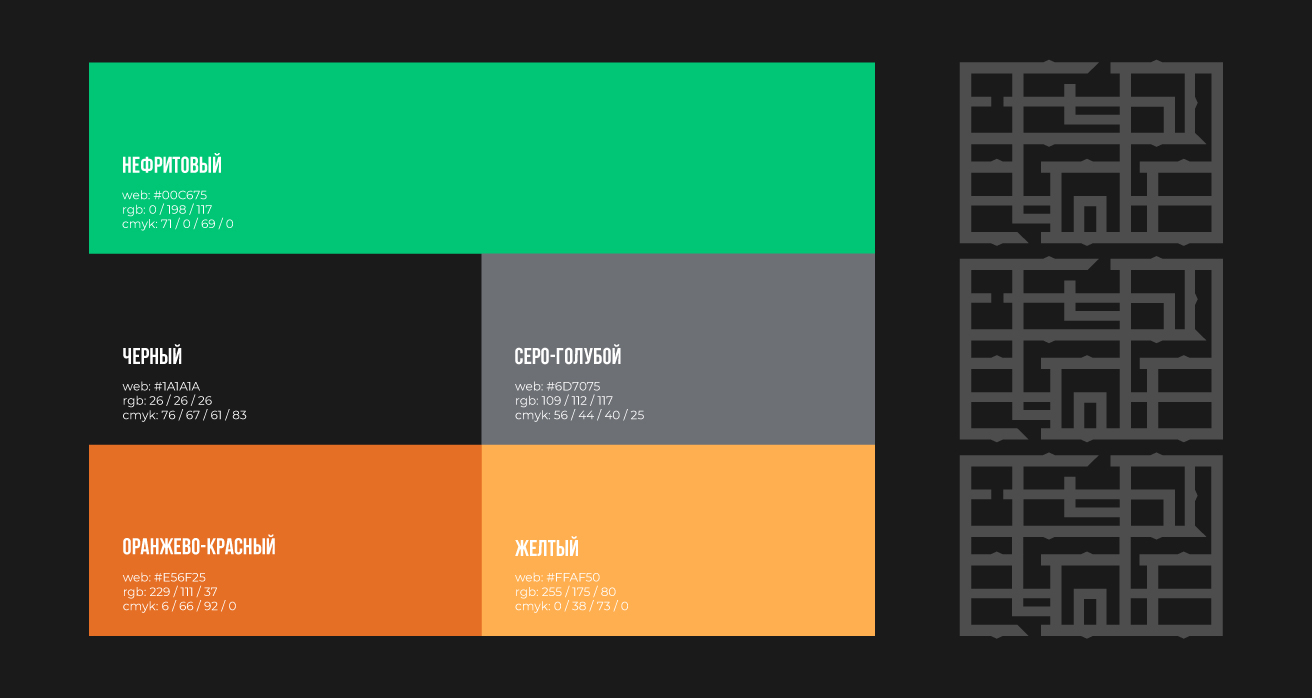 НЕФРИТОВЫЙ
web: #00C675
rgb: 0 / 198 / 117
cmyk: 71 / 0 / 69 / 0
ЧЕРНЫЙ
web: #1A1A1A
rgb: 26 / 26 / 26
cmyk: 76 / 67 / 61 / 83
СЕРО-ГОЛУБОЙ
web: #6D7075
rgb: 109 / 112 / 117
cmyk: 56 / 44 / 40 / 25
ОРАНЖЕВО-КРАСНЫЙ
web: #E56F25
rgb: 229 / 111 / 37
cmyk: 6 / 66 / 92 / 0
ЖЕЛТЫЙ
web: #FFAF50
rgb: 255 / 175 / 80
cmyk: 0 / 38 / 73 / 0